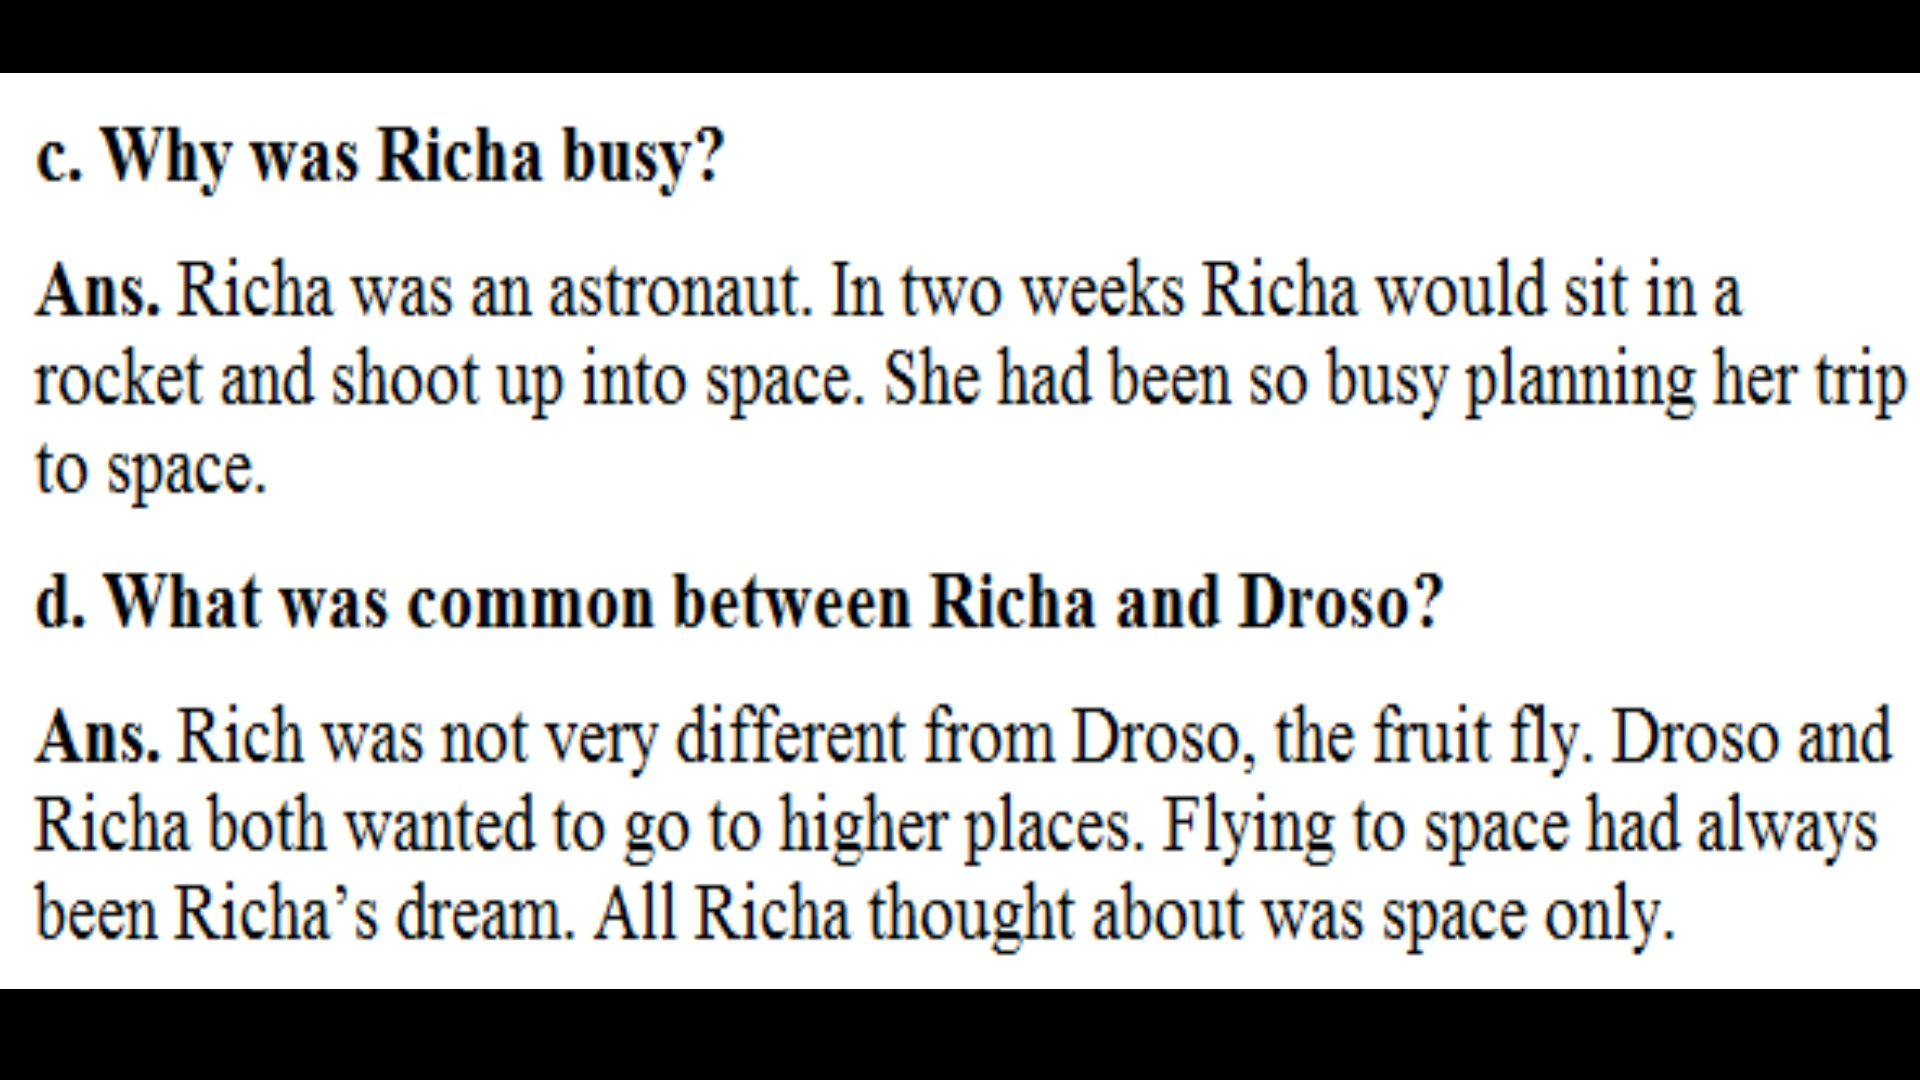 c. Why was Richa busy?
Ans. Richa was an astronaut. In two weeks Richa would sit in a
rocket and shoot up into space. She had been so busy planning her trip
to space.
d. What was common between Richa and Droso?
Ans. Rich was not very different from Droso, the fruit fly. Droso and
Richa both wanted to go to higher places. Flying to space had always
been Richa’s dream. All Richa thought about was space only.